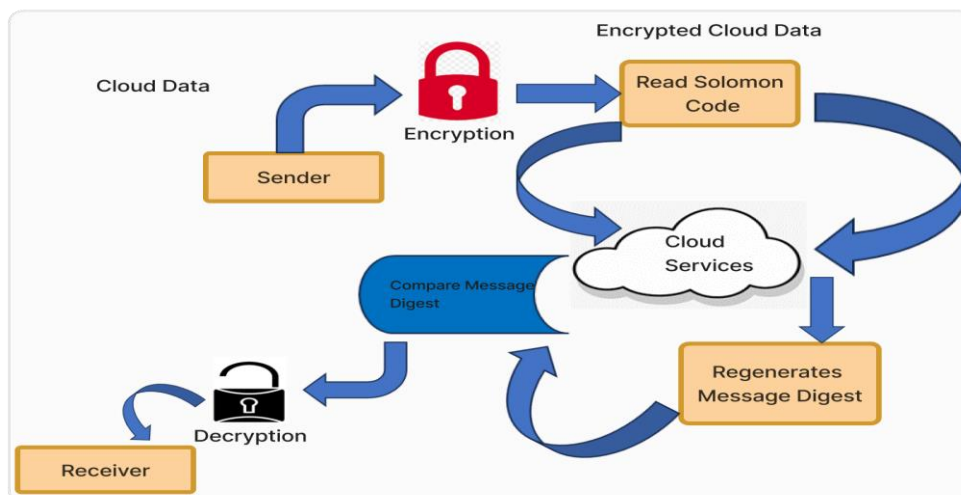 Encrypted Cloud Data
Cloud Data
Read Solomon
Code
Encryption
Sender
Cloud
Services
Compare Message
Digest
Regenerates
Message Digest
Decryption
Receiver